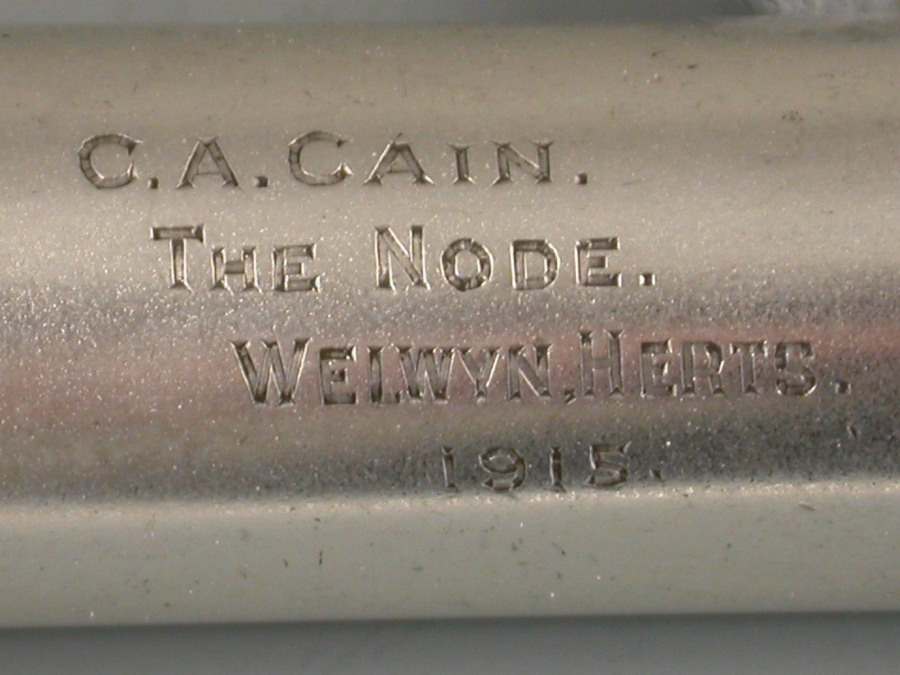 C.A.CAIN.
THE NODE.
WELWYN, HERTS.
1915.